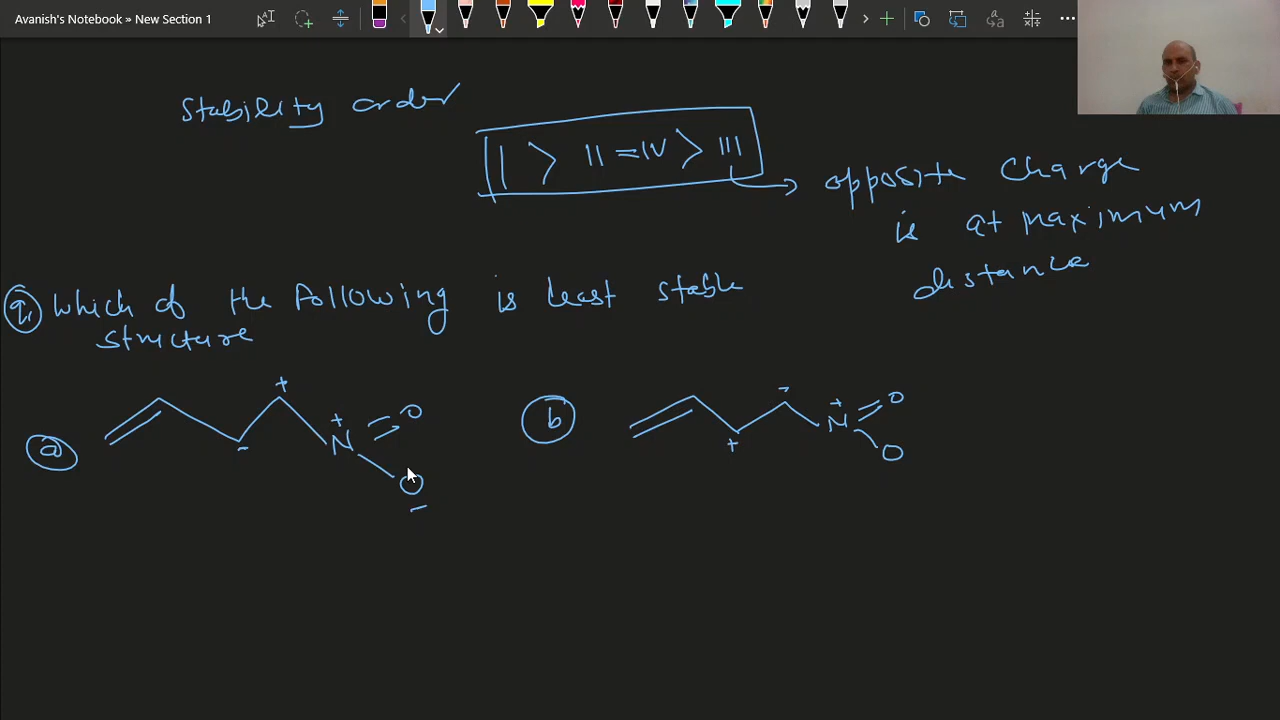 Avanish's Notebook » New Section 1
Stability order
I > II = IV > III
opposite charge
is at maximum
distance
q. Which of the following is least stable
structure
a
+
-
+
N
O
O
-
b
-
+
+
N
O
O